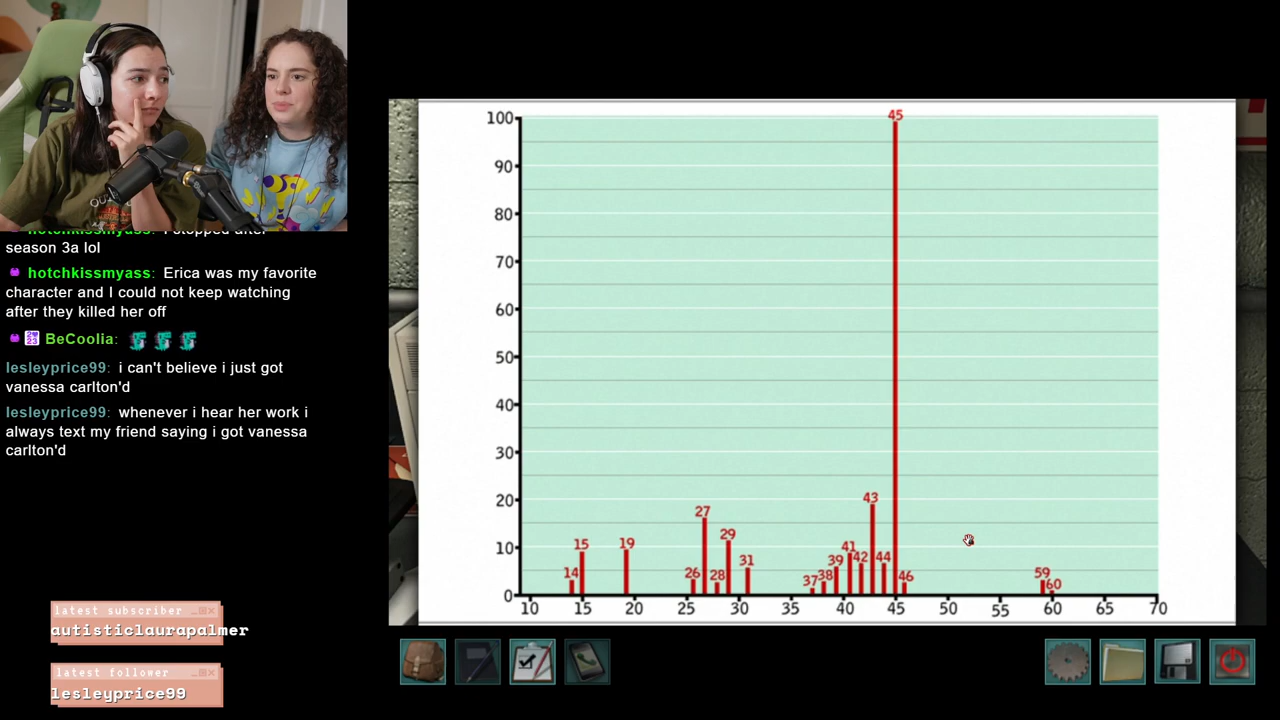 season 3a lol
hotchkissmyass: Erica was my favorite
character and I could not keep watching
after they killed her off
BeCoolia:
lesleyprice99: i can't believe i just got
vanessa carlton'd
lesleyprice99: whenever i hear her work i
always text my friend saying i got vanessa
carlton'd
latest subscriber
autisticlaurapalmer
latest follower
lesleyprice99
100
90
80
70
60
50
40
30
20
10
0
10 15 20 25 30 35 40 45 50 55 60 65 70
14 15 19 26 27 28 29 31 37 38 39 41 42 43 44 45 46 59 60